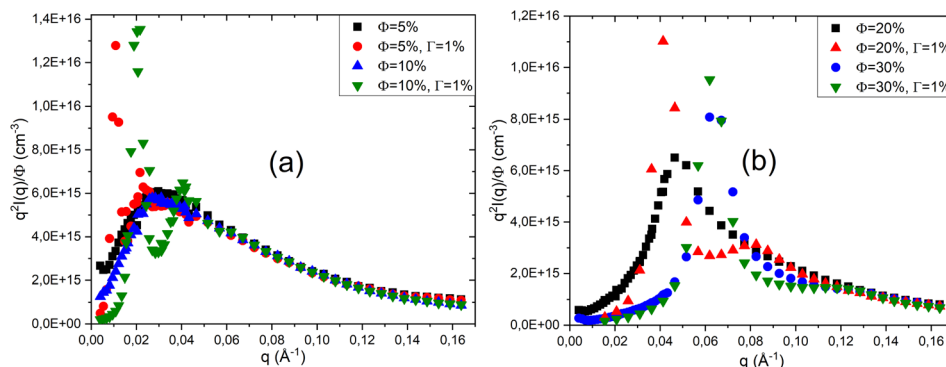 1,4E+16
1,2E+16
1,0E+16
8,0E+15
6,0E+15
4,0E+15
2,0E+15
0,0E+00
q²I(q)/Φ (cm⁻³)
Φ=5%
Φ=5%, Γ=1%
Φ=10%
Φ=10%, Γ=1%
(a)
0,00 0,02 0,04 0,06 0,08 0,10 0,12 0,14 0,16
q (Å⁻¹)
1,2E+16
1,0E+16
8,0E+15
6,0E+15
4,0E+15
2,0E+15
0,0E+00
q²I(q)/Φ (cm⁻³)
Φ=20%
Φ=20%, Γ=1%
Φ=30%
Φ=30%, Γ=1%
(b)
0,00 0,02 0,04 0,06 0,08 0,10 0,12 0,14 0,16
q (Å⁻¹)